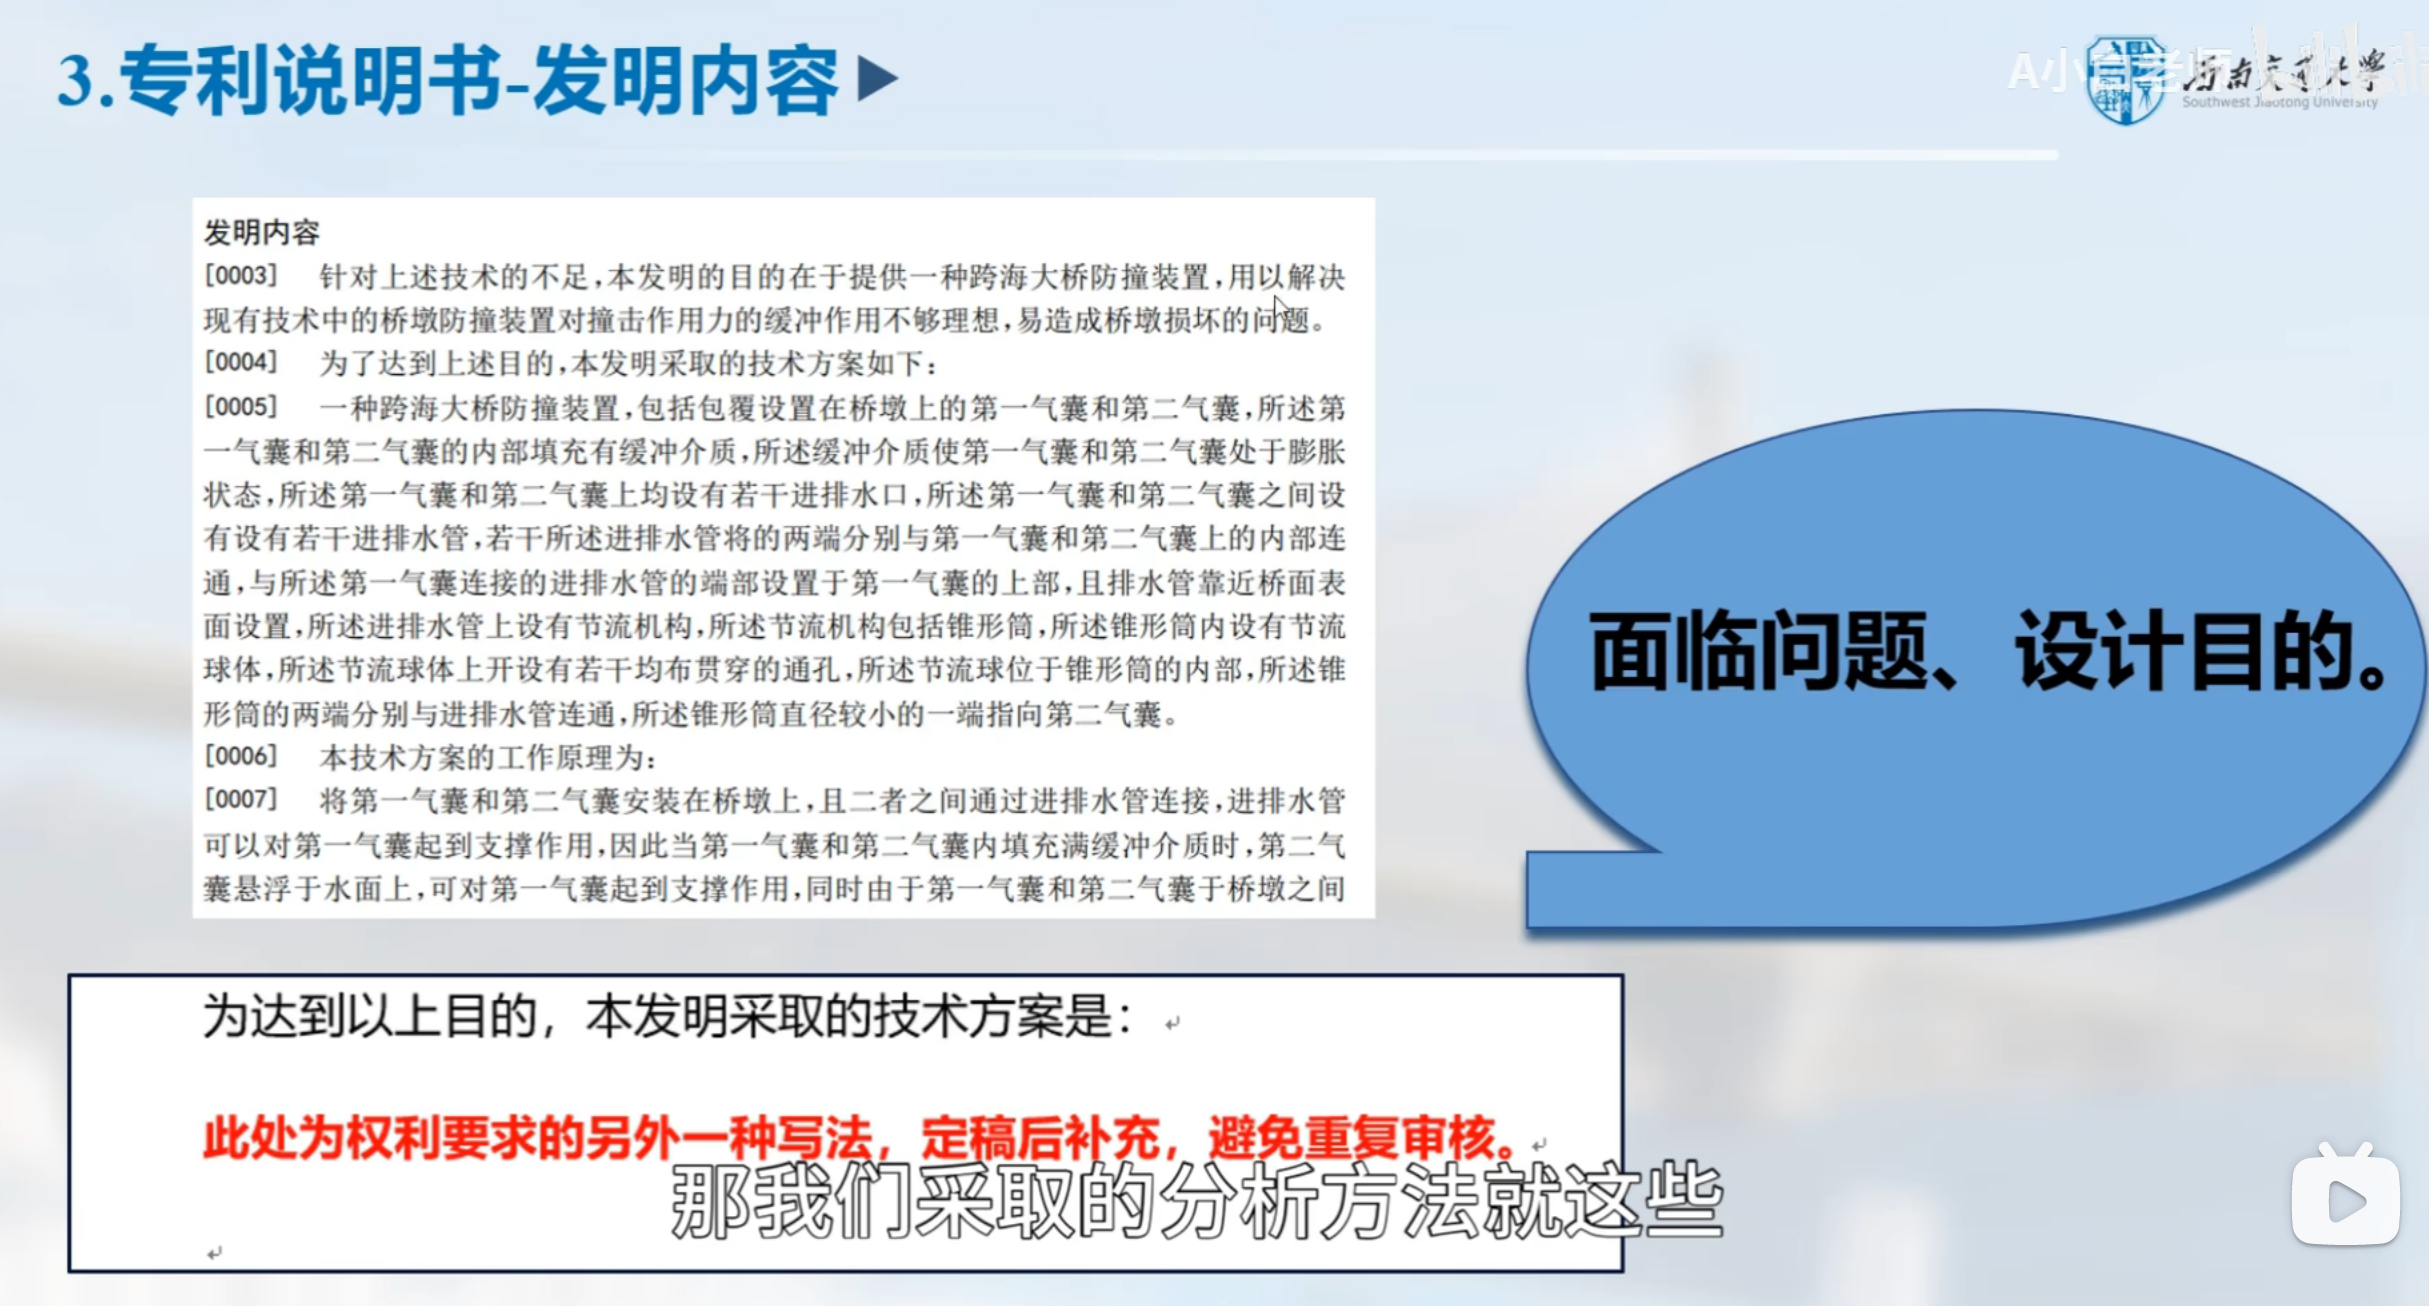 3.专利说明书-发明内容
A小白老师
西南交通大学
Southwest Jiaotong University
发明内容
[0003] 针对上述技术的不足,本发明的目的在于提供一种跨海大桥防撞装置,用以解决
现有技术中的桥墩防撞装置对撞击作用力的缓冲作用不够理想,易造成桥墩损坏的问题。
[0004] 为了达到上述目的,本发明采取的技术方案如下:
[0005] 一种跨海大桥防撞装置,包括包覆设置在桥墩上的第一气囊和第二气囊,所述第
一气囊和第二气囊的内部填充有缓冲介质,所述缓冲介质使第一气囊和第二气囊处于膨胀
状态,所述第一气囊和第二气囊上均设有若干进排水口,所述第一气囊和第二气囊之间设
有设有若干进排水管,若干所述进排水管将的两端分别与第一气囊和第二气囊上的内部连
通,与所述第一气囊连接的进排水管的端部设置于第一气囊的上部,且排水管靠近桥面表
面设置,所述进排水管上设有节流机构,所述节流机构包括锥形筒,所述锥形筒内设有节流
球体,所述节流球体上开设有若干均布贯穿的通孔,所述节流球位于锥形筒的内部,所述锥
形筒的两端分别与进排水管连通,所述锥形筒直径较小的一端指向第二气囊。
[0006] 本技术方案的工作原理为:
[0007] 将第一气囊和第二气囊安装在桥墩上,且二者之间通过进排水管连接,进排水管
可以对第一气囊起到支撑作用,因此当第一气囊和第二气囊内填充满缓冲介质时,第二气
囊悬浮于水面上,可对第一气囊起到支撑作用,同时由于第一气囊和第二气囊于桥墩之间
面临问题、设计目的。
为达到以上目的，本发明采取的技术方案是：
此处为权利要求的另外一种写法，定稿后补充，避免重复审核。
那我们采取的分析方法就这些